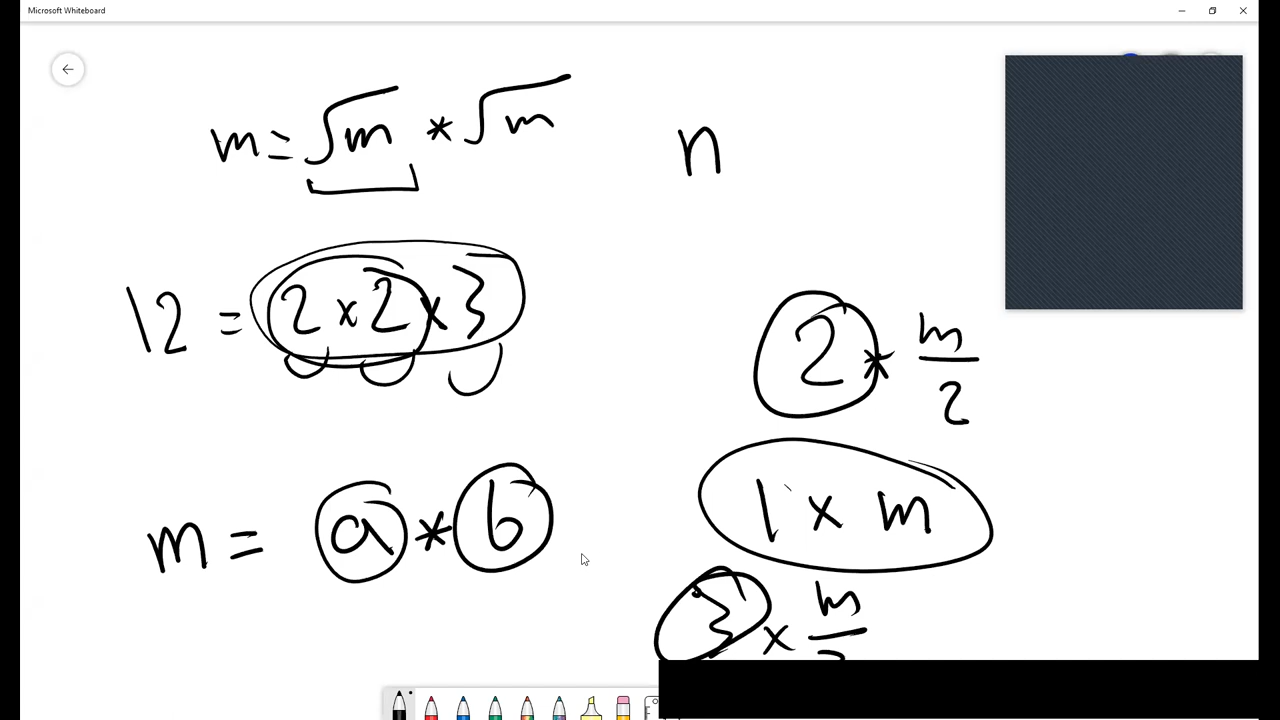 Microsoft Whiteboard
m = √m * √m
n
12 = 2 x 2 x 3
2 * m/2
m = a * b
1 x m
3 x m